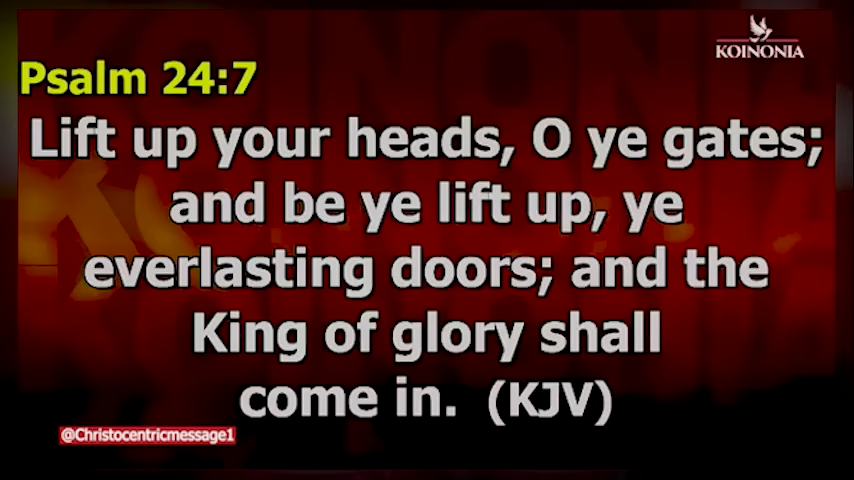 KOINONIA
Psalm 24:7
Lift up your heads, O ye gates;
and be ye lift up, ye
everlasting doors; and the
King of glory shall
come in. (KJV)
@Christocentricmessage1